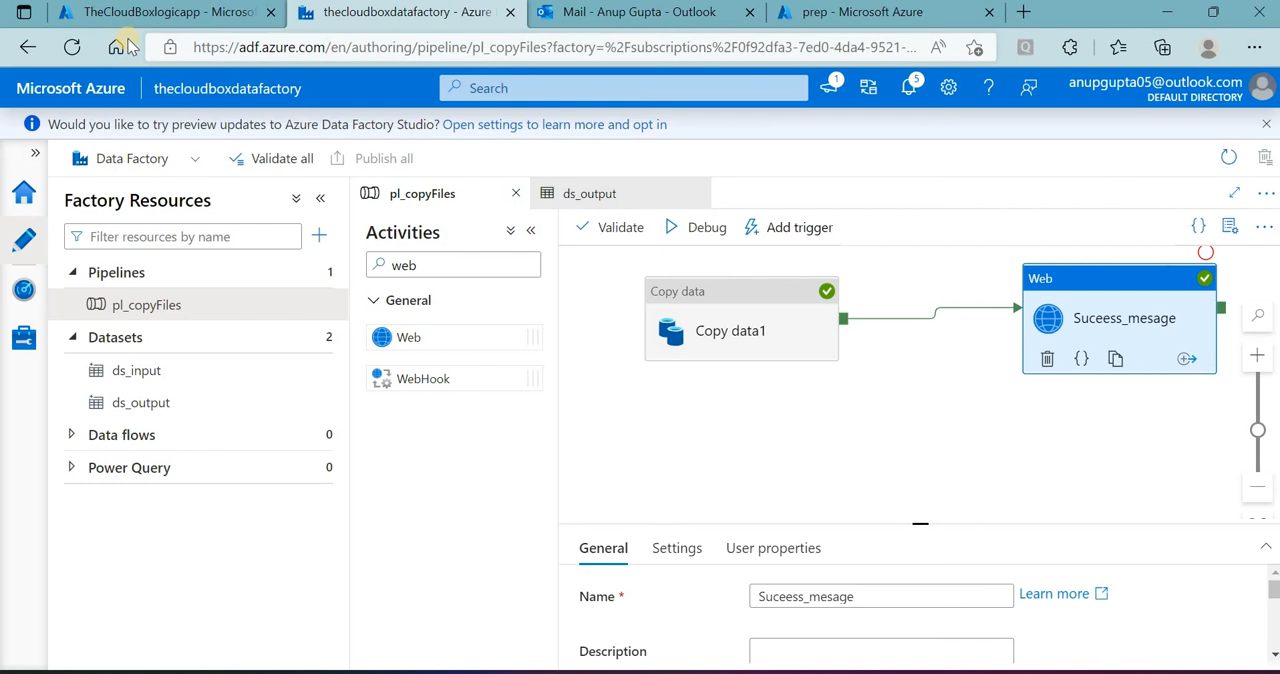 TheCloudBoxlogicapp - Microsof
thecloudboxdatafactory - Azure
Mail - Anup Gupta - Outlook
prep - Microsoft Azure
https://adf.azure.com/en/authoring/pipeline/pl_copyFiles?factory=%2Fsubscriptions%2F0f92dfa3-7ed0-4da4-9521-...
Microsoft Azure
thecloudboxdatafactory
Search
1
5
anupgupta05@outlook.com
DEFAULT DIRECTORY
Would you like to try preview updates to Azure Data Factory Studio? Open settings to learn more and opt in
Data Factory
Validate all
Publish all
Factory Resources
Filter resources by name
Pipelines 1
pl_copyFiles
Datasets 2
ds_input
ds_output
Data flows 0
Power Query 0
pl_copyFiles
ds_output
Activities
web
General
Web
WebHook
Validate
Debug
Add trigger
Copy data
Copy data1
Web
Suceess_mesage
General
Settings
User properties
Name *
Suceess_mesage
Learn more
Description